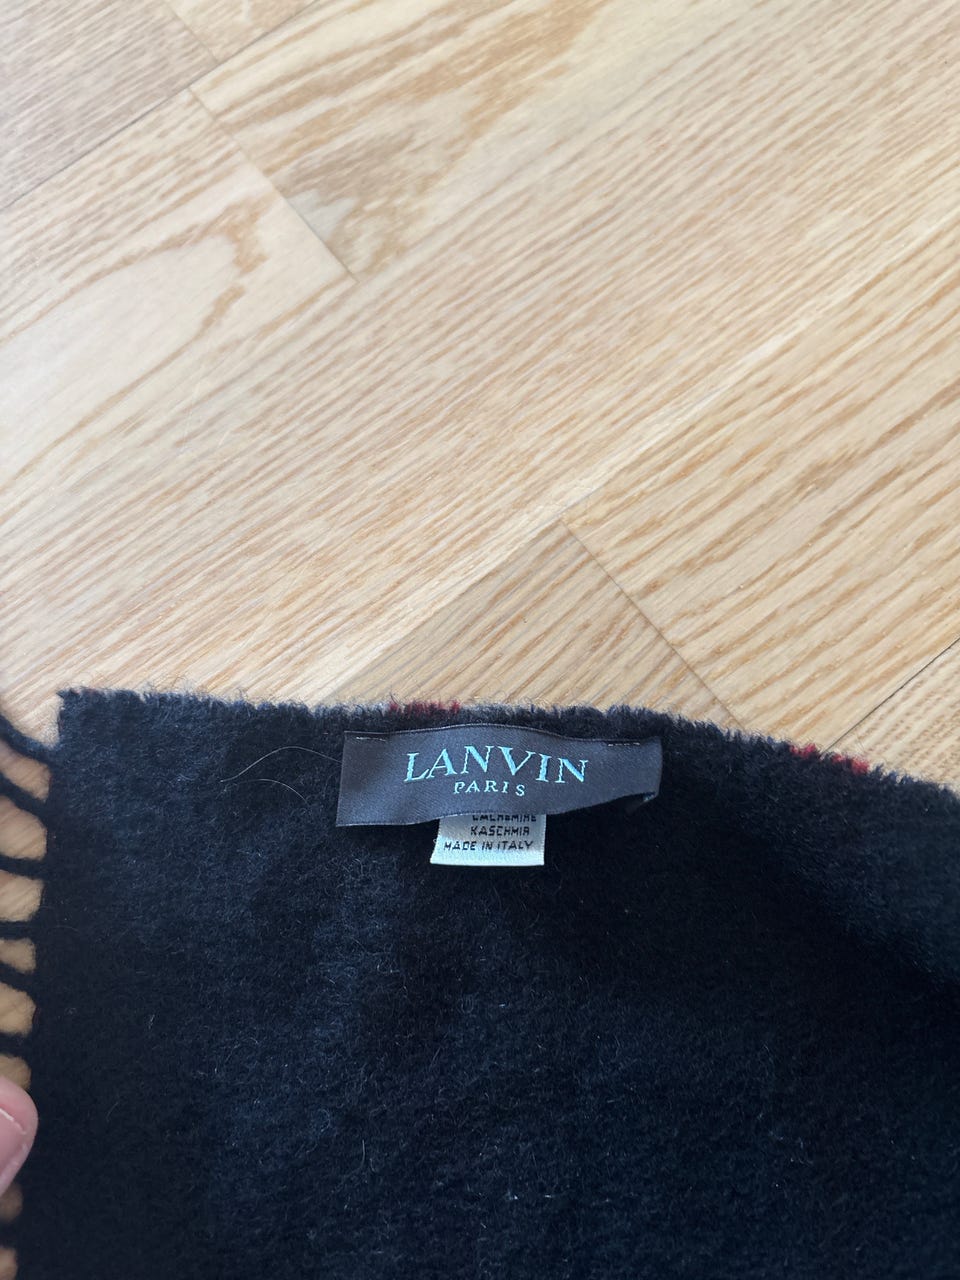 LANVIN
PARIS
CACHEMIRE
KASCHMIR
MADE IN ITALY